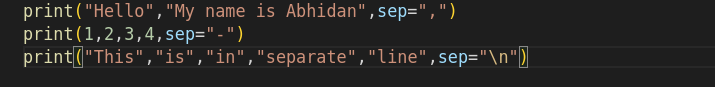 print("Hello","My name is Abhidan",sep=",")
print(1,2,3,4,sep="-")
print("This","is","in","separate","line",sep="\n")